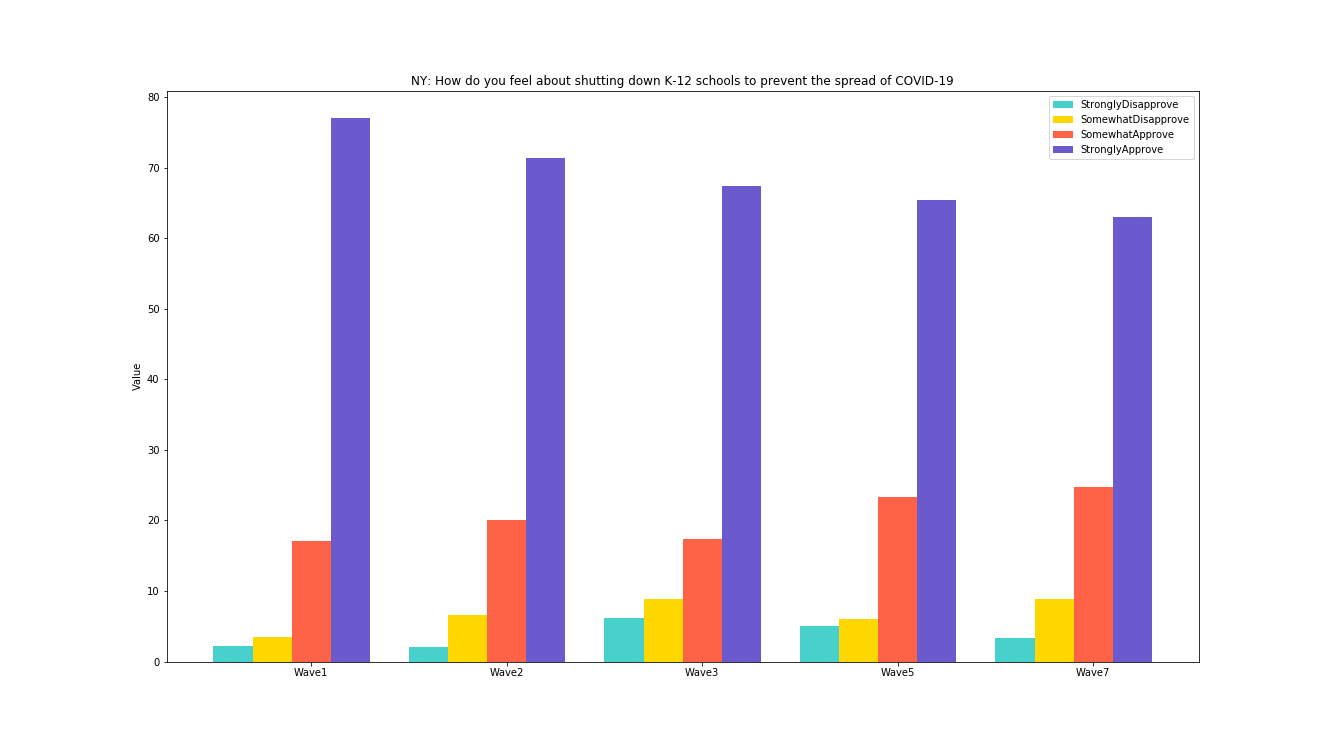 NY: How do you feel about shutting down K-12 schools to prevent the spread of COVID-19
StronglyDisapprove
SomewhatDisapprove
SomewhatApprove
StronglyApprove
Value
80
70
60
50
40
30
20
10
0
Wave1 Wave2 Wave3 Wave5 Wave7